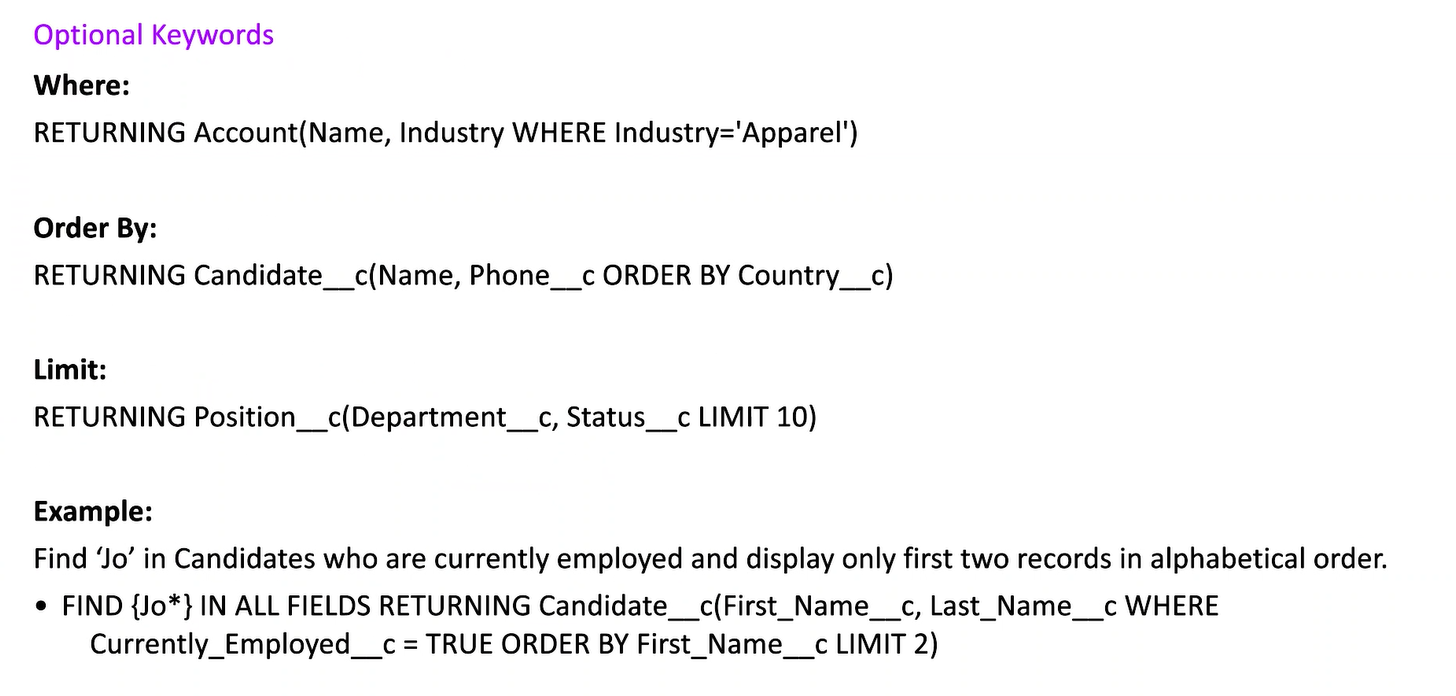 Optional Keywords
Where:
RETURNING Account(Name, Industry WHERE Industry='Apparel')
Order By:
RETURNING Candidate__c(Name, Phone__c ORDER BY Country__c)
Limit:
RETURNING Position__c(Department__c, Status__c LIMIT 10)
Example:
Find ‘Jo’ in Candidates who are currently employed and display only first two records in alphabetical order.
• FIND {Jo*} IN ALL FIELDS RETURNING Candidate__c(First_Name__c, Last_Name__c WHERE
Currently_Employed__c = TRUE ORDER BY First_Name__c LIMIT 2)